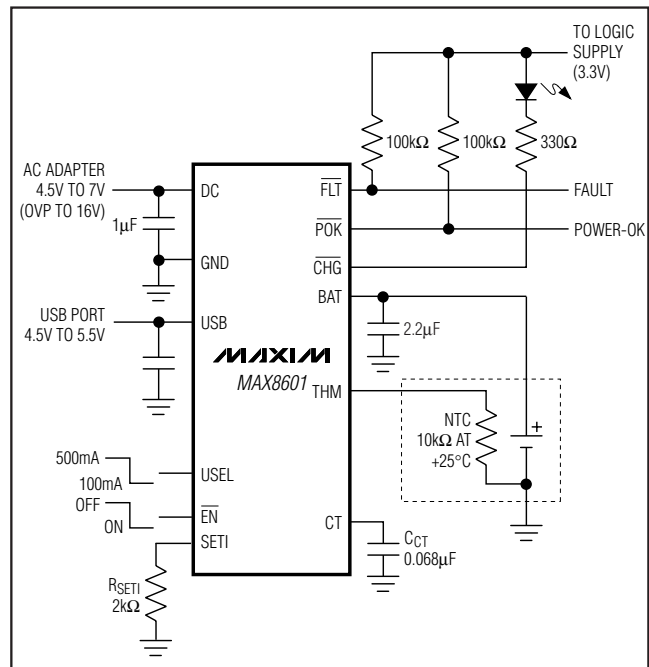 TO LOGIC
SUPPLY
(3.3V)
100kΩ
100kΩ
330Ω
AC ADAPTER
4.5V TO 7V
(OVP TO 16V)
DC
FLT
FAULT
1μF
POK
POWER-OK
GND
CHG
BAT
USB PORT
4.5V TO 5.5V
USB
2.2μF
MAXIM
MAX8601
THM
NTC
10kΩ AT
+25°C
+
500mA
100mA
USEL
OFF
ON
EN
CT
CCT
0.068μF
SETI
RSETI
2kΩ